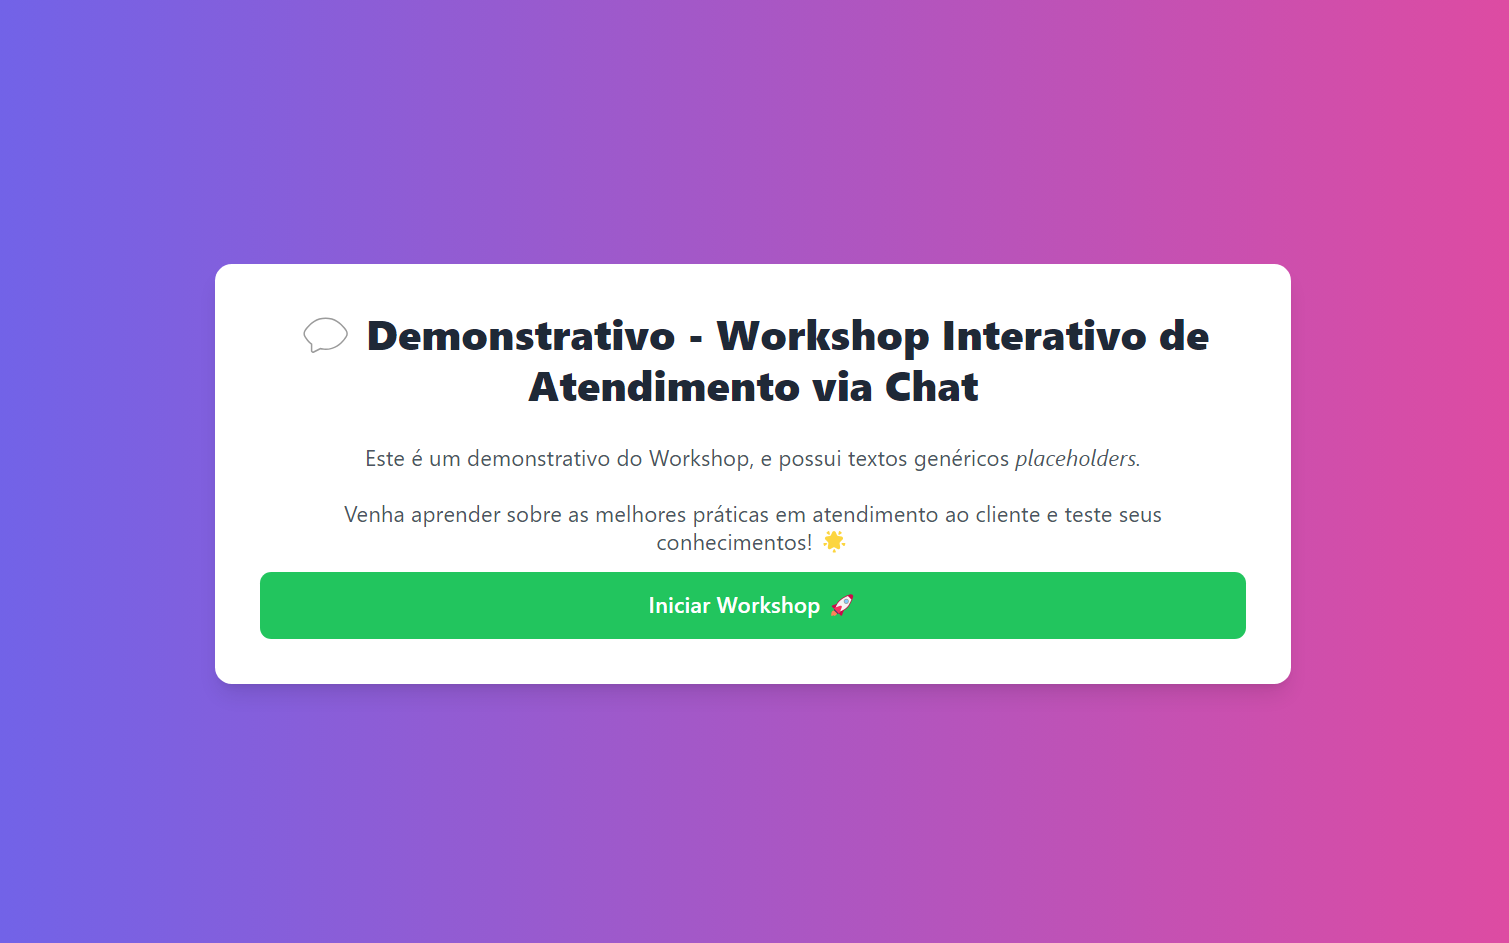 💬 Demonstrativo - Workshop Interativo de
Atendimento via Chat
Este é um demonstrativo do Workshop, e possui textos genéricos placeholders.
Venha aprender sobre as melhores práticas em atendimento ao cliente e teste seus
conhecimentos! 🌟
Iniciar Workshop 🚀